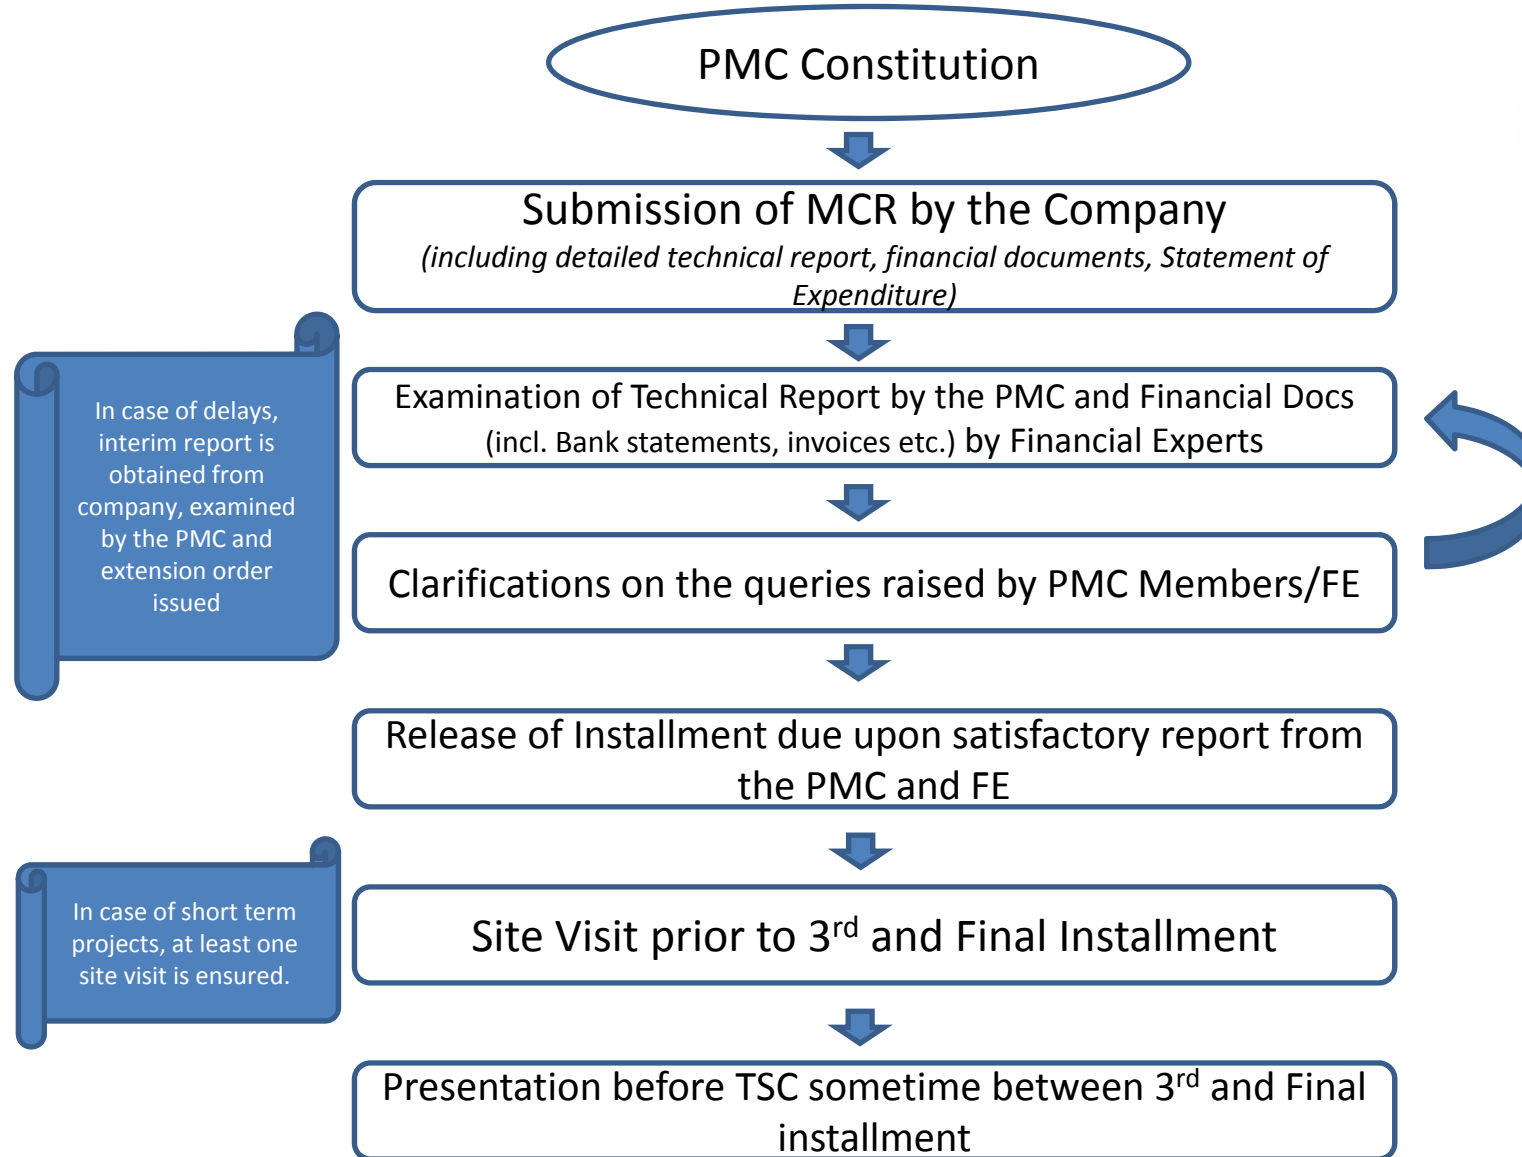 PMC Constitution
Submission of MCR by the Company
(including detailed technical report, financial documents, Statement of
Expenditure)
In case of delays,
interim report is
obtained from
company, examined
by the PMC and
extension order
issued
Examination of Technical Report by the PMC and Financial Docs
(incl. Bank statements, invoices etc.) by Financial Experts
Clarifications on the queries raised by PMC Members/FE
Release of Installment due upon satisfactory report from
the PMC and FE
In case of short term
projects, at least one
site visit is ensured.
Site Visit prior to 3rd and Final Installment
Presentation before TSC sometime between 3rd and Final
installment